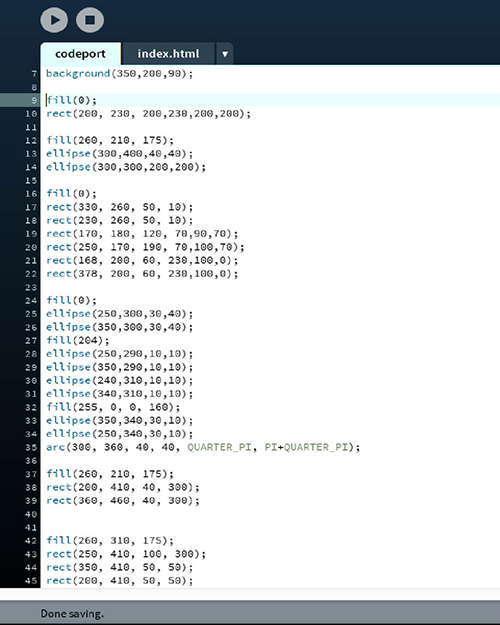 codeport index.html
7 background(350,200,90);
8
9 fill(0);
10 rect(200, 230, 200,230,200,200);
11
12 fill(260, 210, 175);
13 ellipse(300,400,40,40);
14 ellipse(300,300,200,200);
15
16 fill(0);
17 rect(330, 260, 50, 10);
18 rect(230, 260, 50, 10);
19 rect(170, 180, 120, 70,90,70);
20 rect(250, 170, 190, 70,100,70);
21 rect(168, 200, 60, 230,100,0);
22 rect(378, 200, 60, 230,100,0);
23
24 fill(0);
25 ellipse(250,300,30,40);
26 ellipse(350,300,30,40);
27 fill(204);
28 ellipse(250,290,10,10);
29 ellipse(350,290,10,10);
30 ellipse(240,310,10,10);
31 ellipse(340,310,10,10);
32 fill(255, 0, 0, 160);
33 ellipse(350,340,30,10);
34 ellipse(250,340,30,10);
35 arc(300, 360, 40, 40, QUARTER_PI, PI+QUARTER_PI);
36
37 fill(260, 210, 175);
38 rect(200, 410, 40, 300);
39 rect(360, 460, 40, 300);
40
41
42 fill(260, 310, 175);
43 rect(250, 410, 100, 300);
44 rect(350, 410, 50, 50);
45 rect(200, 410, 50, 50);
Done saving.